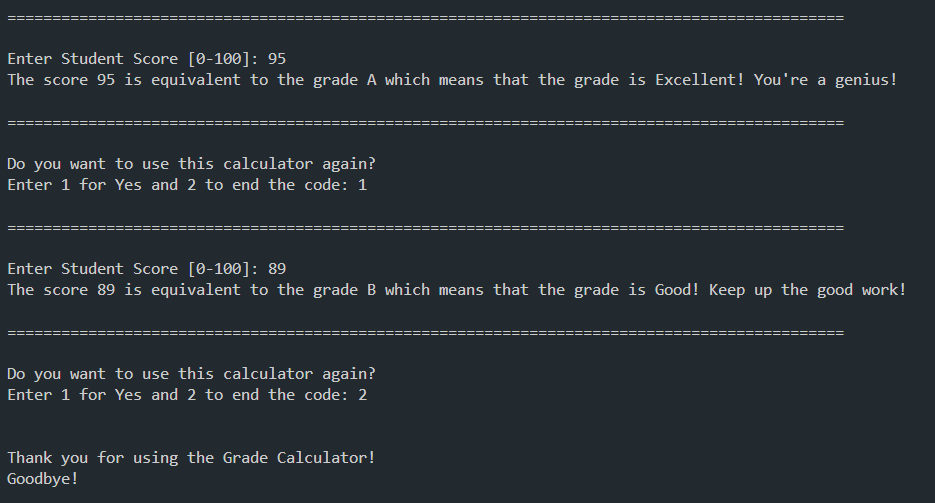 =============================================================================================
Enter Student Score [0-100]: 95
The score 95 is equivalent to the grade A which means that the grade is Excellent! You're a genius!
=============================================================================================
Do you want to use this calculator again?
Enter 1 for Yes and 2 to end the code: 1
=============================================================================================
Enter Student Score [0-100]: 89
The score 89 is equivalent to the grade B which means that the grade is Good! Keep up the good work!
=============================================================================================
Do you want to use this calculator again?
Enter 1 for Yes and 2 to end the code: 2
Thank you for using the Grade Calculator!
Goodbye!